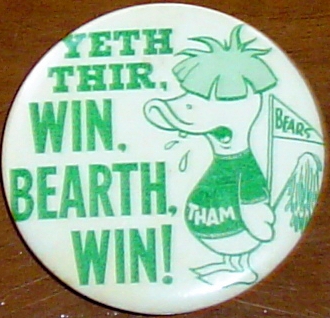 YETH
THIR,
WIN,
BEARTH,
WIN!
BEARS
THAM